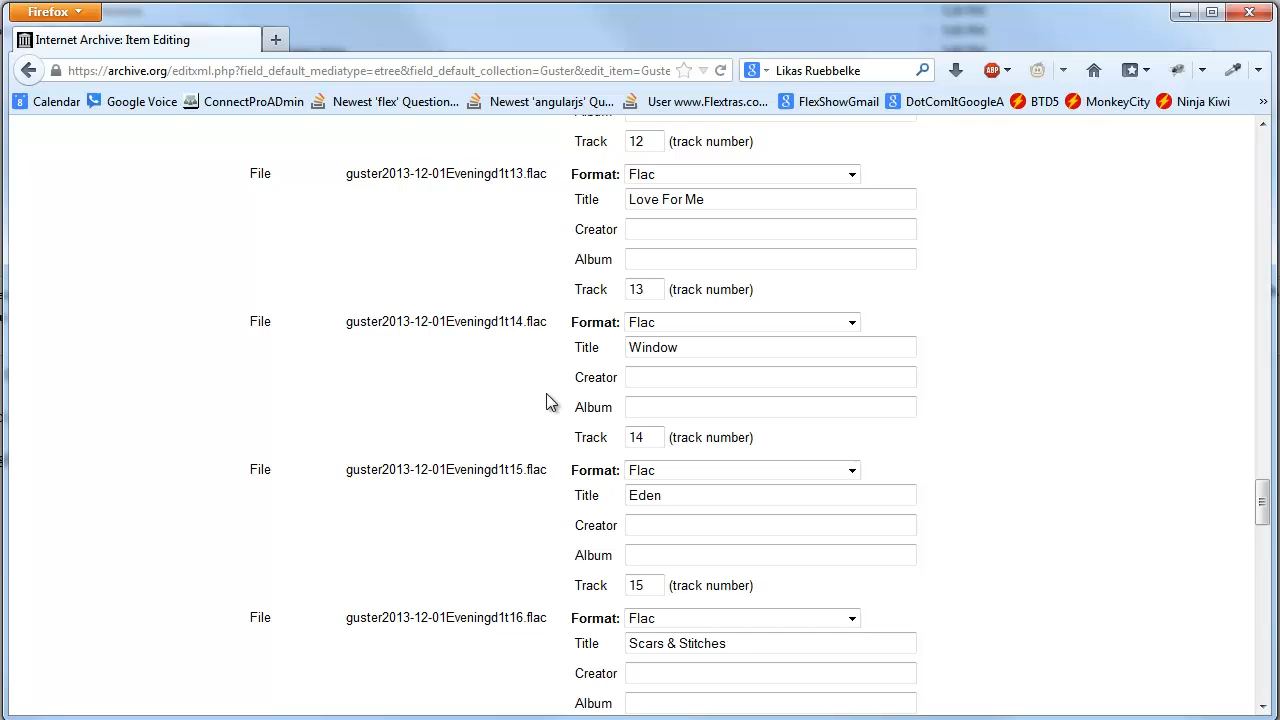 Firefox
Internet Archive: Item Editing
https://archive.org/editxml.php?field_default_mediatype=etree&field_default_collection=Guster&edit_item=Guste
Likas Ruebbelke
Calendar Google Voice ConnectProADmin Newest 'flex' Question... Newest 'angularjs' Qu... User www.Flextras.co... FlexShowGmail DotComItGoogleA BTD5 MonkeyCity Ninja Kiwi »
Album
Track 12 (track number)
File guster2013-12-01Eveningd1t13.flac Format: Flac
Title Love For Me
Creator
Album
Track 13 (track number)
File guster2013-12-01Eveningd1t14.flac Format: Flac
Title Window
Creator
Album
Track 14 (track number)
File guster2013-12-01Eveningd1t15.flac Format: Flac
Title Eden
Creator
Album
Track 15 (track number)
File guster2013-12-01Eveningd1t16.flac Format: Flac
Title Scars & Stitches
Creator
Album